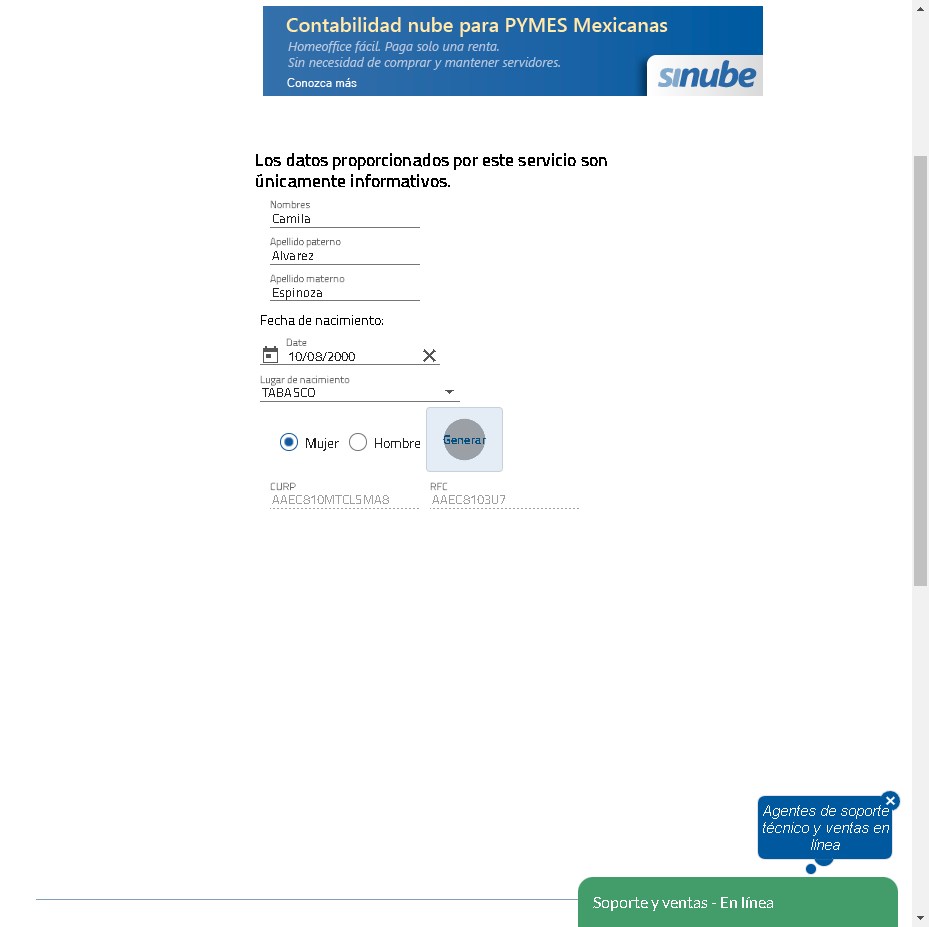 Contabilidad nube para PYMES Mexicanas
Homeoffice fácil. Paga solo una renta.
Sin necesidad de comprar y mantener servidores.
Conozca más
sinube
Los datos proporcionados por este servicio son
únicamente informativos.
Nombres
Camila
Apellido paterno
Alvarez
Apellido materno
Espinoza
Fecha de nacimiento:
Date
10/08/2000
Lugar de nacimiento
TABASCO
Mujer Hombre Generar
CURP RFC
AAEC810MTCLSMA8 AAEC8103U7
Agentes de soporte
técnico y ventas en
línea
Soporte y ventas - En línea